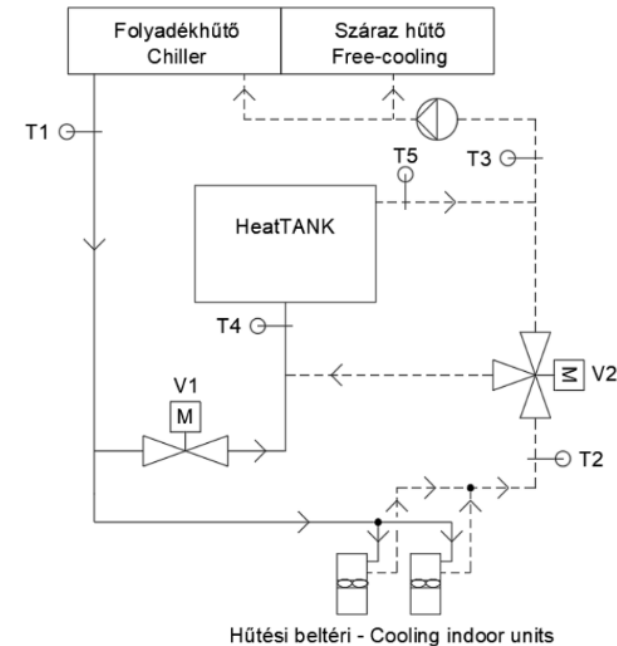 Folyadékhűtő
Chiller
Száraz hűtő
Free-cooling
T1
T5
T3
HeatTANK
T4
V1
M
M
V2
T2
Hűtési beltéri - Cooling indoor units